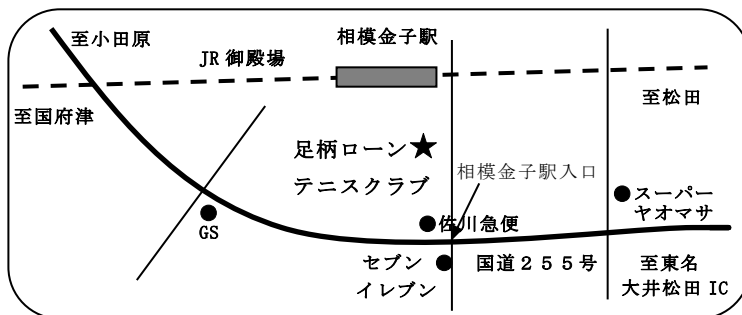 至小田原
JR 御殿場
相模金子駅
至国府津
至松田
足柄ローン★
テニスクラブ
相模金子駅入口
●スーパー
ヤオマサ
●
GS
●佐川急便
セブン●
イレブン
国道２５５号
至東名
大井松田 IC